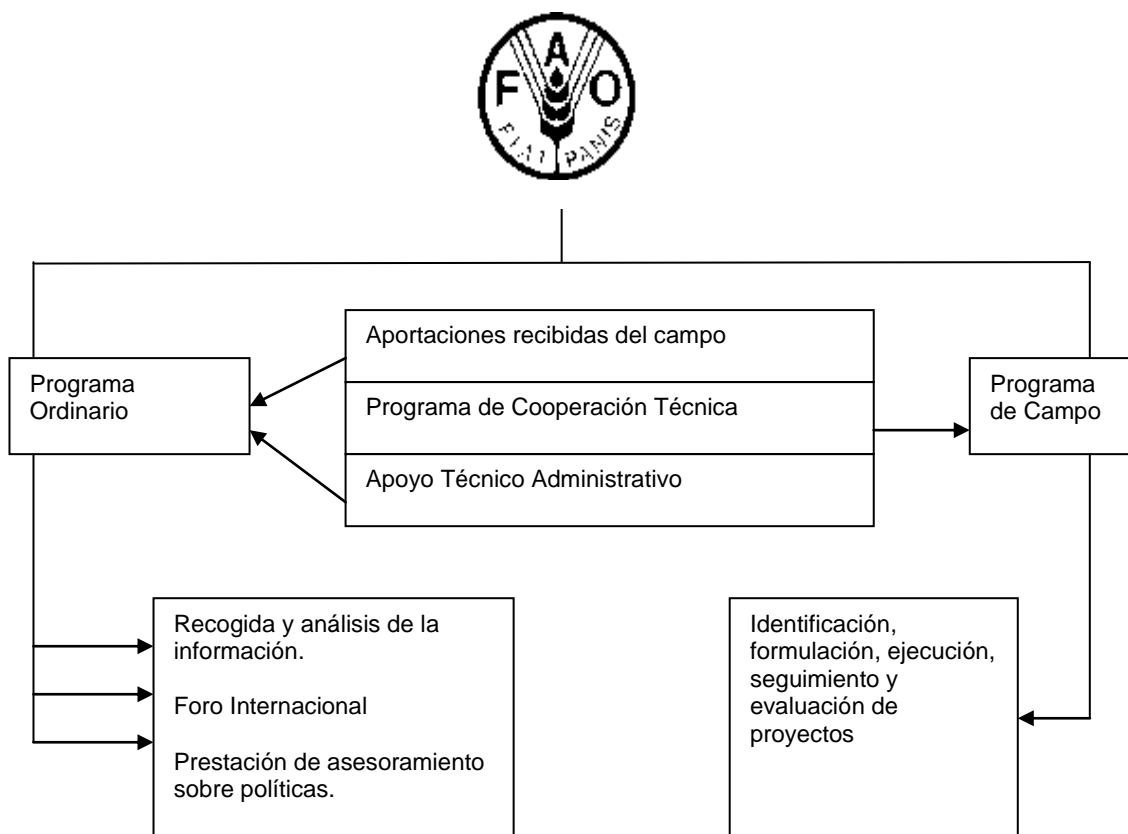 F A O
FIAT PANIS
Aportaciones recibidas del campo
Programa
Ordinario
Programa de Cooperación Técnica
Programa
de Campo
Apoyo Técnico Administrativo
Recogida y análisis de la
información.
Foro Internacional
Prestación de asesoramiento
sobre políticas.
Identificación,
formulación, ejecución,
seguimiento y
evaluación de
proyectos